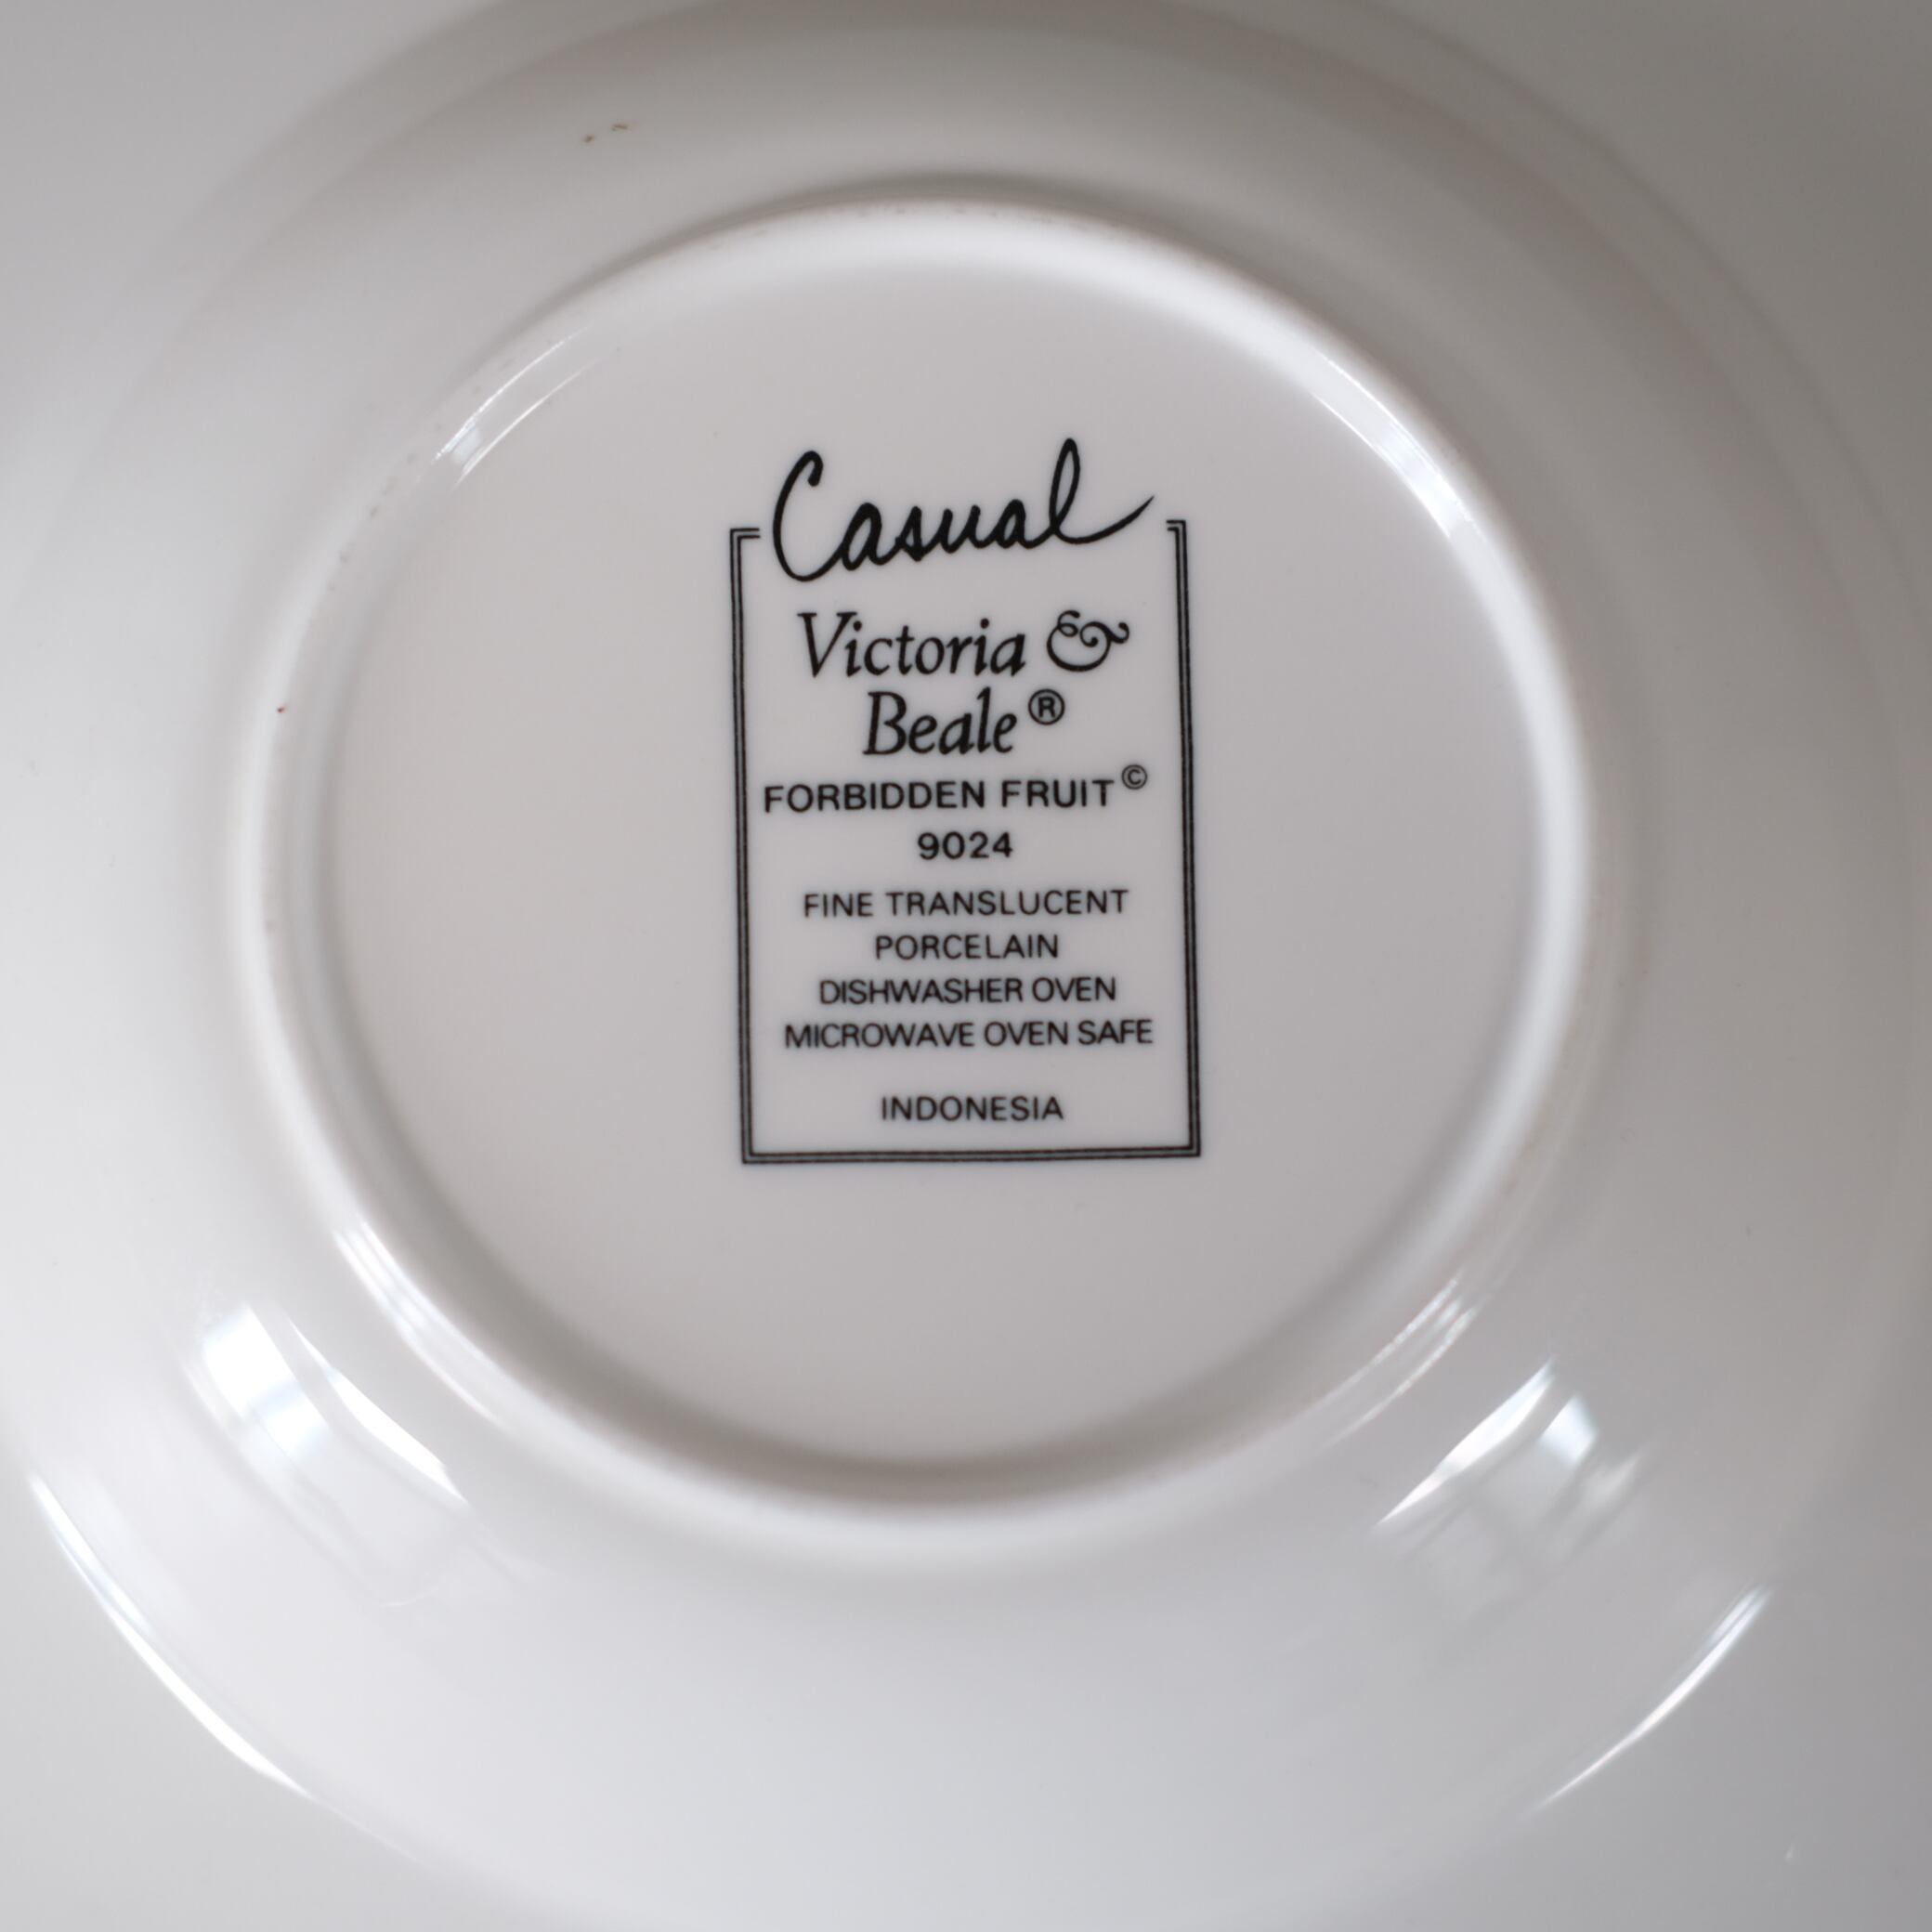 Casual
Victoria &
Beale®
FORBIDDEN FRUIT©
9024
FINE TRANSLUCENT
PORCELAIN
DISHWASHER OVEN
MICROWAVE OVEN SAFE
INDONESIA